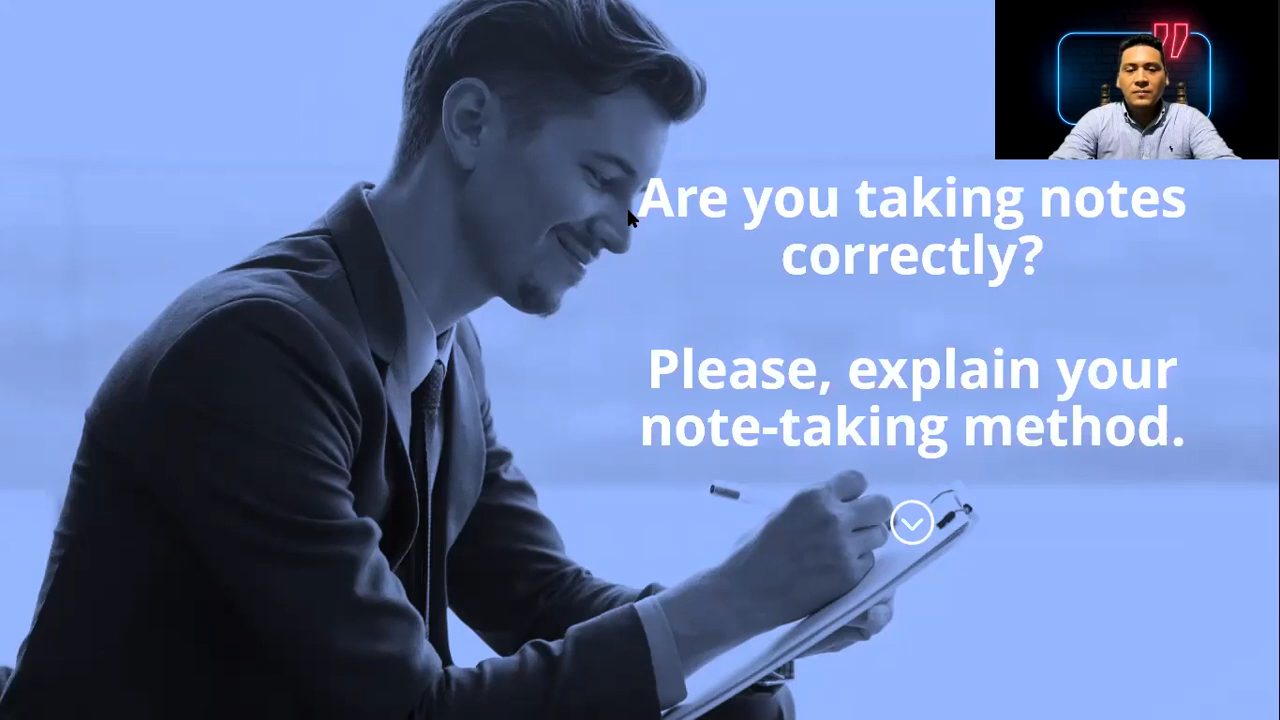 Are you taking notes
correctly?
Please, explain your
note-taking method.